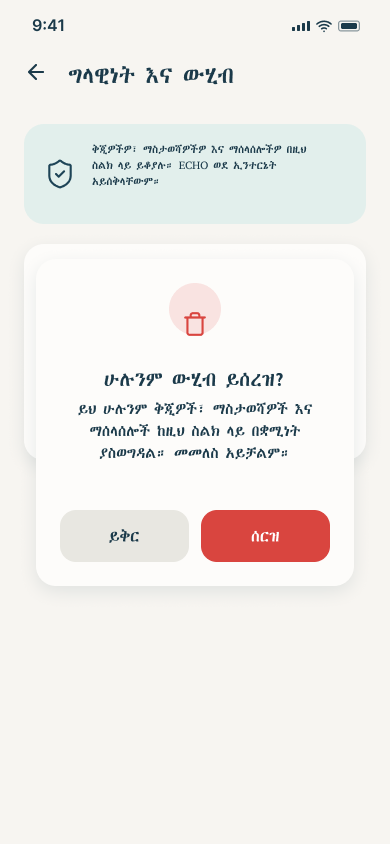 9:41
ግላዊነት እና ውሂብ
ቅጂዎችዎ፣ ማስታወሻዎችዎ እና ማሰላሰሎችዎ በዚህ
ስልክ ላይ ይቆያሉ። ECHO ወደ ኢንተርኔት
አይሰቅላቸውም።
ሁሉንም ውሂብ ይሰረዝ?
ይህ ሁሉንም ቅጂዎች፣ ማስታወሻዎች እና
ማሰላሰሎች ከዚህ ስልክ ላይ በቋሚነት
ያስወግዳል። መመለስ አይቻልም።
ይቅር
ሰርዝ